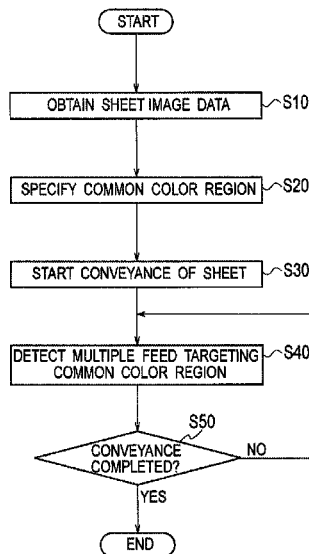 START
OBTAIN SHEET IMAGE DATA
S10
SPECIFY COMMON COLOR REGION
S20
START CONVEYANCE OF SHEET
S30
DETECT MULTIPLE FEED TARGETING
COMMON COLOR REGION
S40
S50
CONVEYANCE
COMPLETED?
NO
YES
END